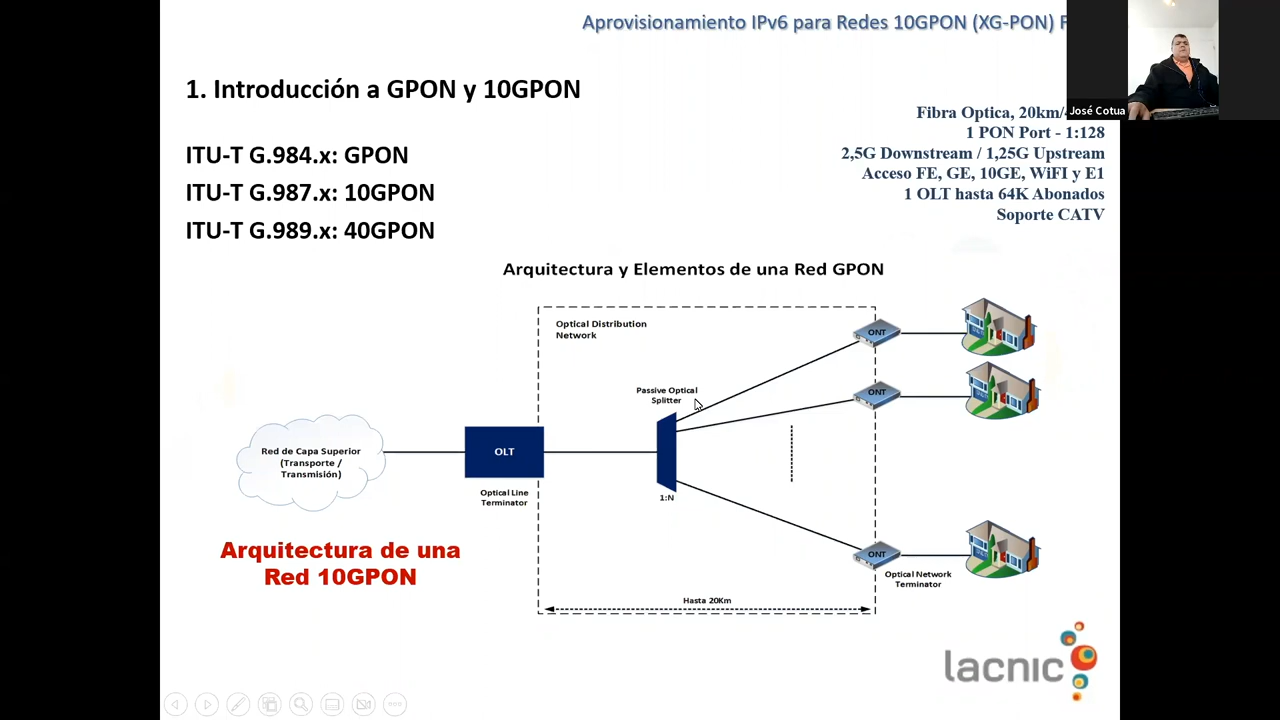 Aprovisionamiento IPv6 para Redes 10GPON (XG-PON)
José Cotua
1. Introducción a GPON y 10GPON
Fibra Optica, 20km/
1 PON Port - 1:128
2,5G Downstream / 1,25G Upstream
Acceso FE, GE, 10GE, WiFI y E1
1 OLT hasta 64K Abonados
Soporte CATV
ITU-T G.984.x: GPON
ITU-T G.987.x: 10GPON
ITU-T G.989.x: 40GPON
Arquitectura y Elementos de una Red GPON
Optical Distribution
Network
ONT
Passive Optical
Splitter
ONT
Red de Capa Superior
(Transporte /
Transmisión)
OLT
Optical Line
Terminator
1:N
Arquitectura de una
Red 10GPON
ONT
Optical Network
Terminator
Hasta 20Km
lacnic